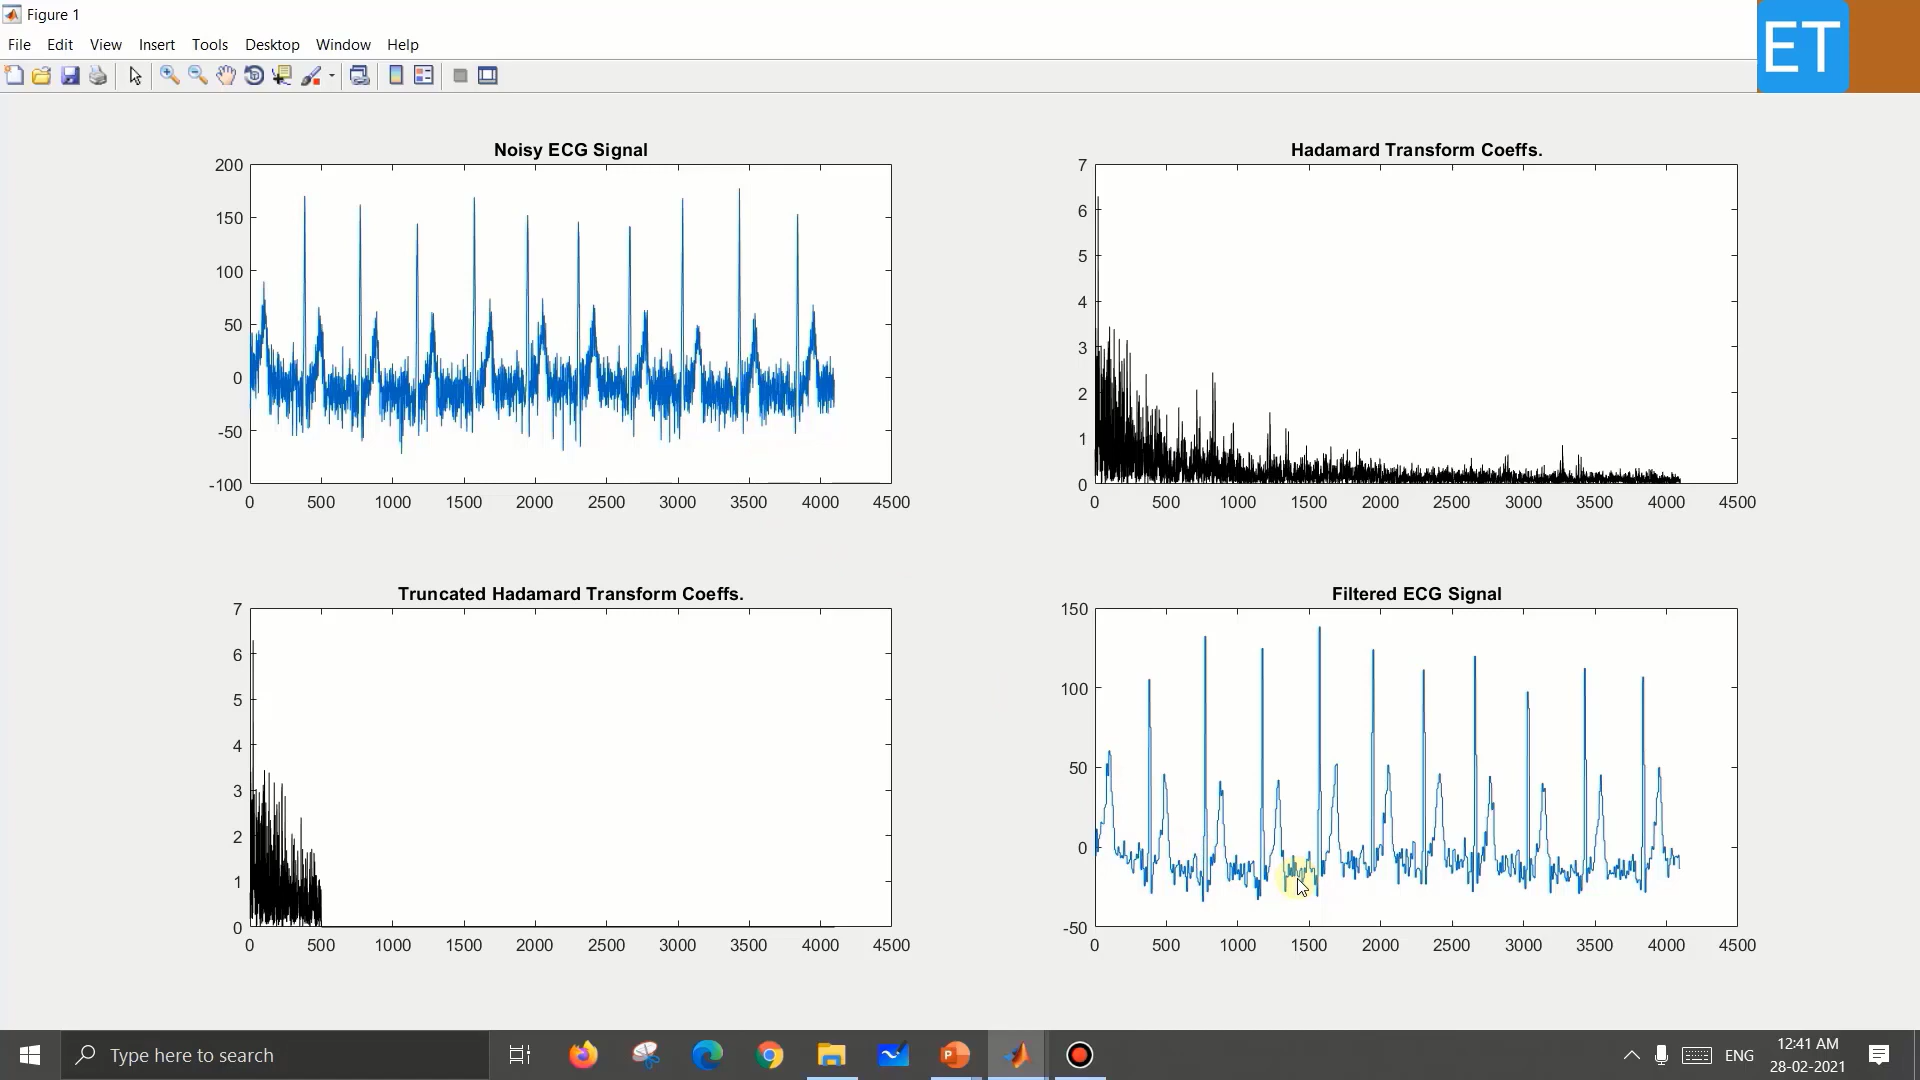 Figure 1
ET
File Edit View Insert Tools Desktop Window Help
Noisy ECG Signal
200
150
100
50
0
-50
-100
0 500 1000 1500 2000 2500 3000 3500 4000 4500
Hadamard Transform Coeffs.
7
6
5
4
3
2
1
0
0 500 1000 1500 2000 2500 3000 3500 4000 4500
Truncated Hadamard Transform Coeffs.
7
6
5
4
3
2
1
0
0 500 1000 1500 2000 2500 3000 3500 4000 4500
Filtered ECG Signal
150
100
50
0
-50
0 500 1000 1500 2000 2500 3000 3500 4000 4500
Type here to search
P
ENG
12:41 AM
28-02-2021